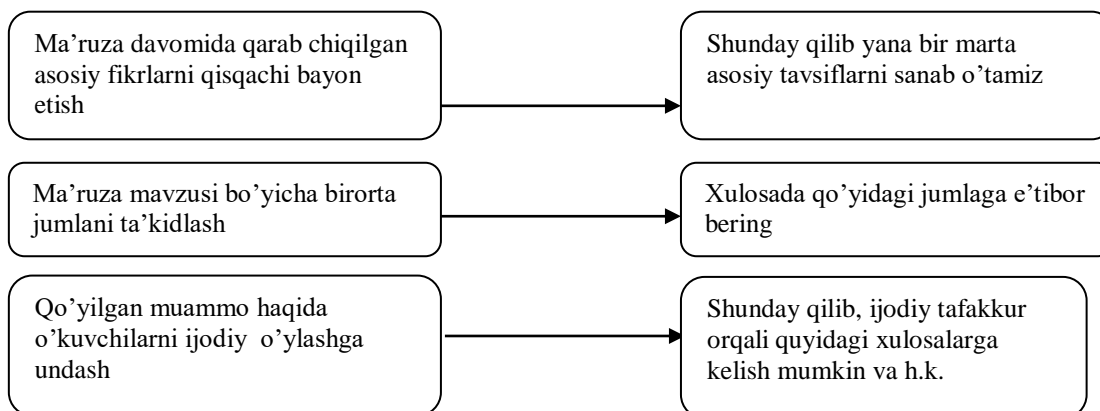 Ma’ruza davomida qarab chiqilgan
asosiy fikrlarni qisqachi bayon
etish
Shunday qilib yana bir marta
asosiy tavsiflarni sanab o’tamiz
Ma’ruza mavzusi bo’yicha birorta
jumlani ta’kidlash
Xulosada qo’yidagi jumlaga e’tibor
bering
Qo’yilgan muammo haqida
o’kuvchilarni ijodiy o’ylashga
undash
Shunday qilib, ijodiy tafakkur
orqali quyidagi xulosalarga
kelish mumkin va h.k.